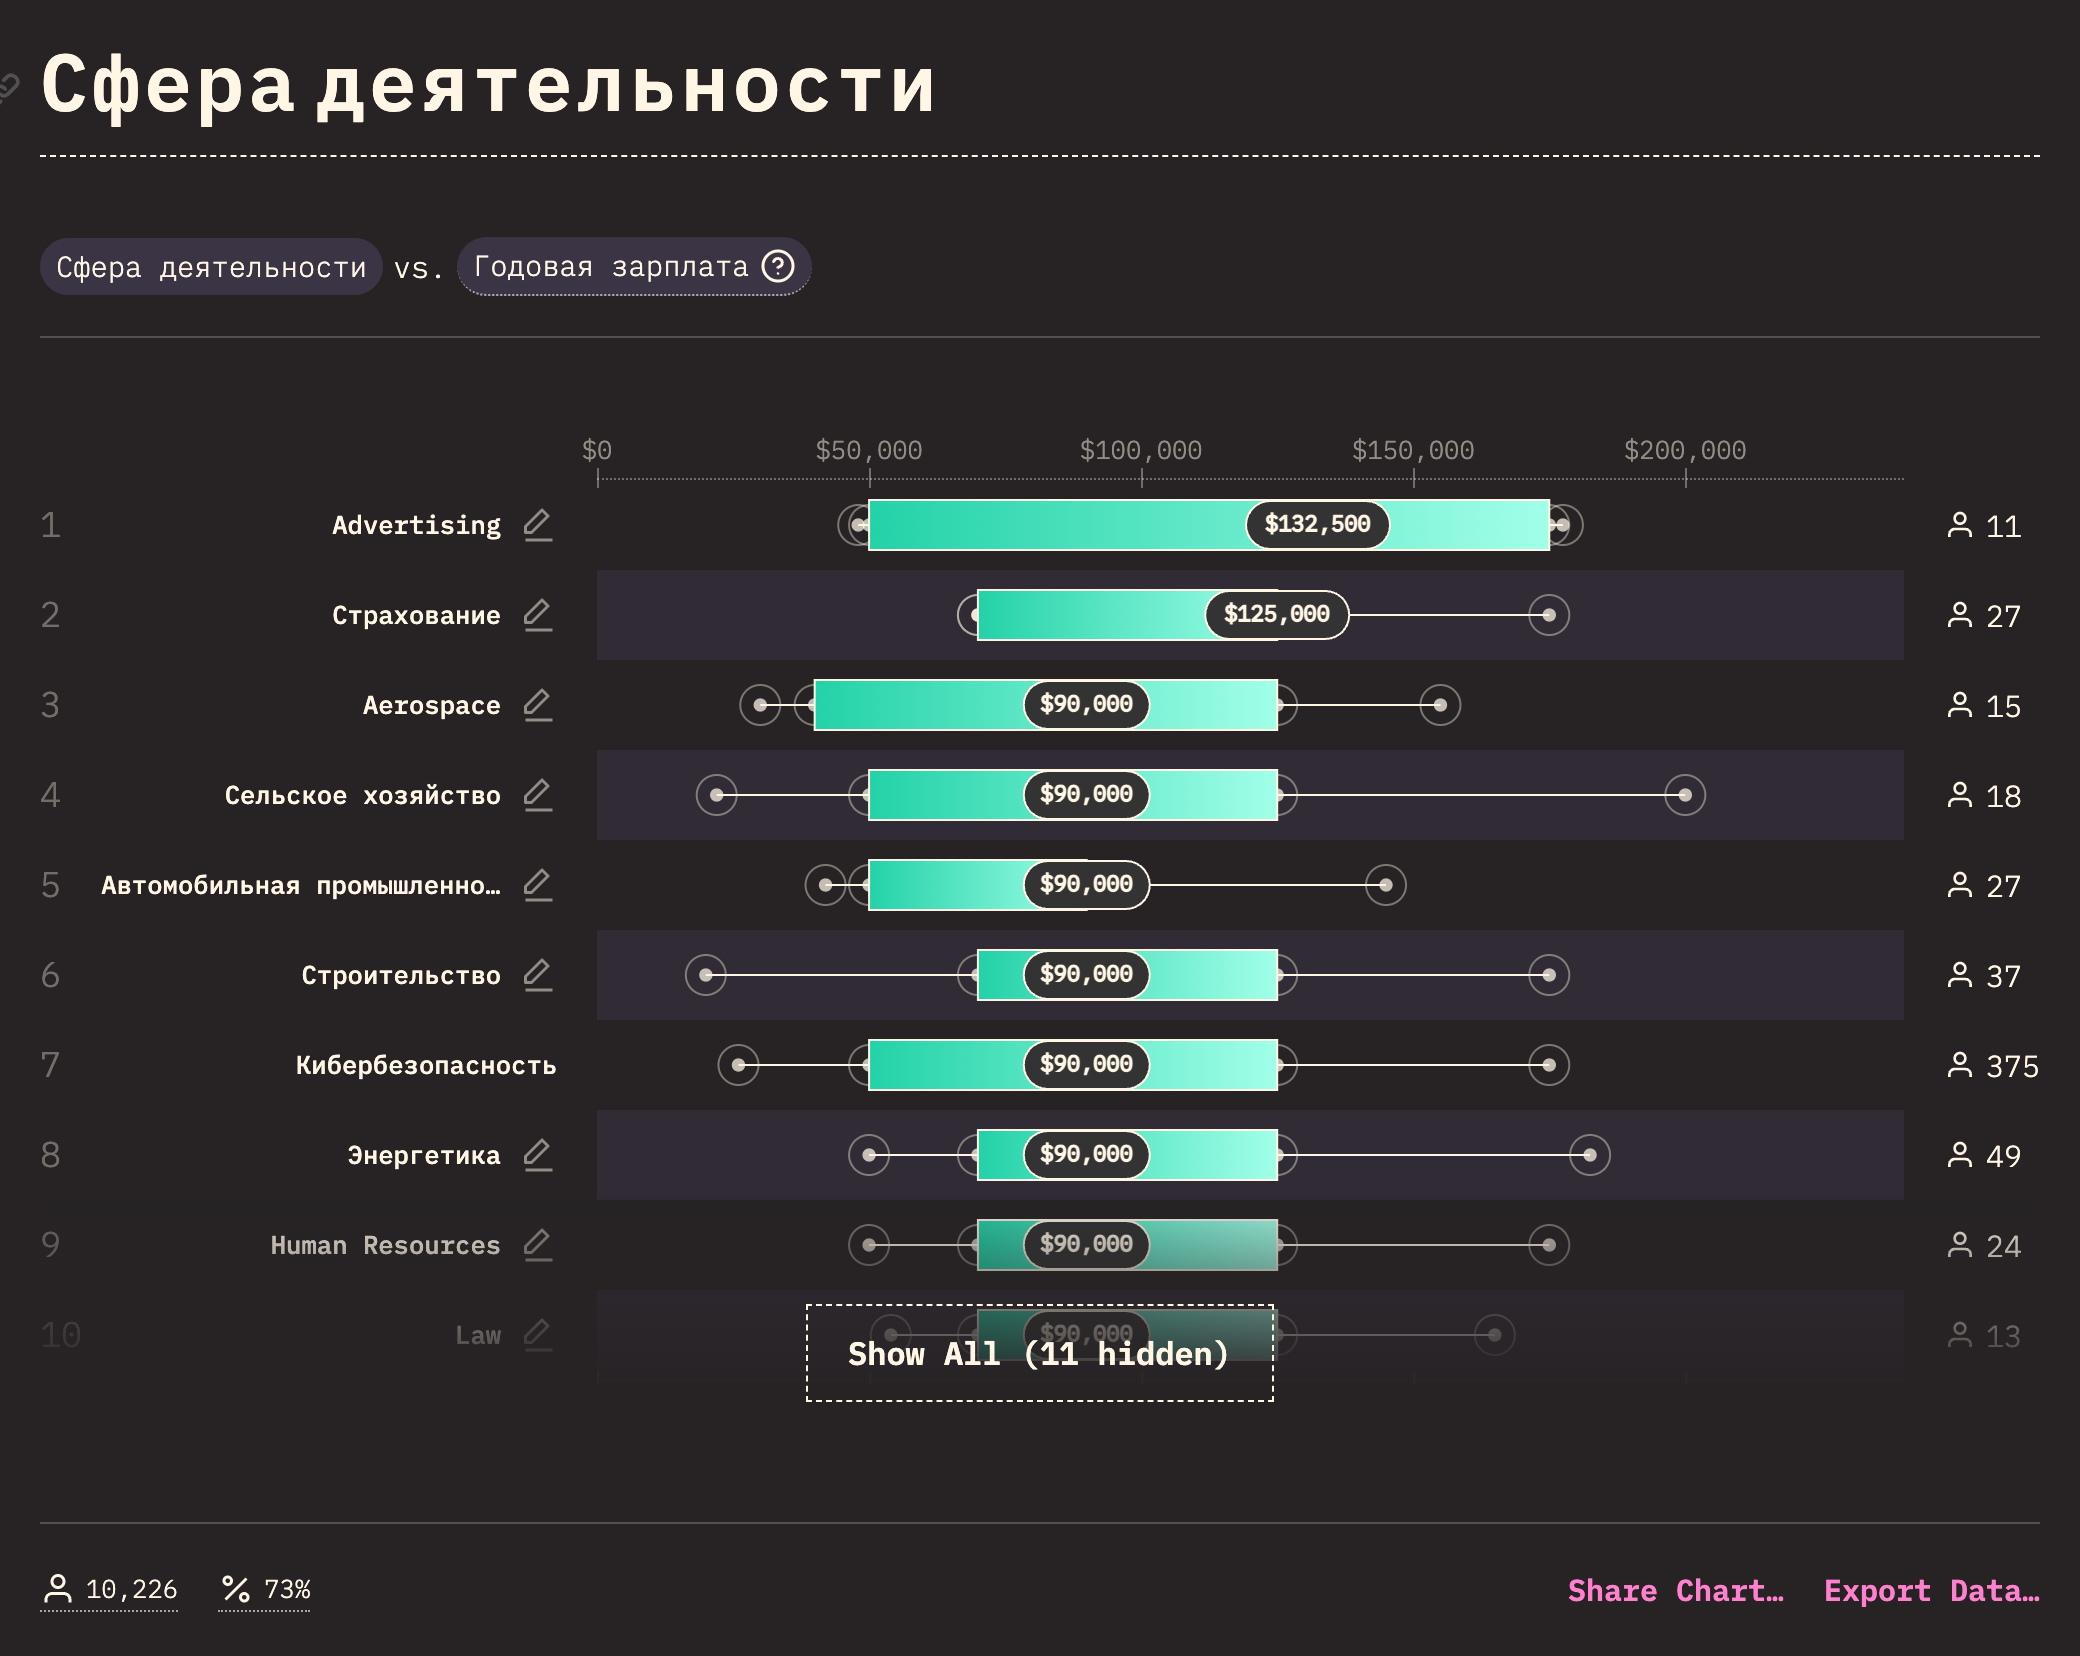 Сфера деятельности
Сфера деятельности vs. Годовая зарплата
$0 $50,000 $100,000 $150,000 $200,000
1 Advertising $132,500 11
2 Страхование $125,000 27
3 Aerospace $90,000 15
4 Сельское хозяйство $90,000 18
5 Автомобильная промышленно… $90,000 27
6 Строительство $90,000 37
7 Кибербезопасность $90,000 375
8 Энергетика $90,000 49
9 Human Resources $90,000 24
10 Law $90,000 13
Show All (11 hidden)
10,226 73% Share Chart… Export Data…